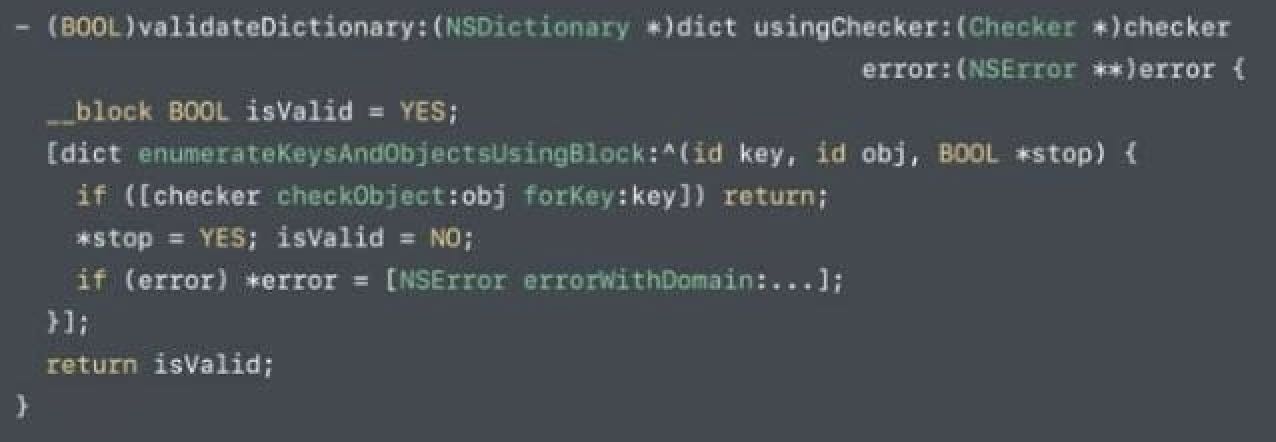 - (BOOL)validateDictionary:(NSDictionary *)dict usingChecker:(Checker *)checker
error:(NSError **)error {
__block BOOL isValid = YES;
[dict enumerateKeysAndObjectsUsingBlock:^(id key, id obj, BOOL *stop) {
if ([checker checkObject:obj forKey:key]) return;
*stop = YES; isValid = NO;
if (error) *error = [NSError errorWithDomain:...];
}];
return isValid;
}